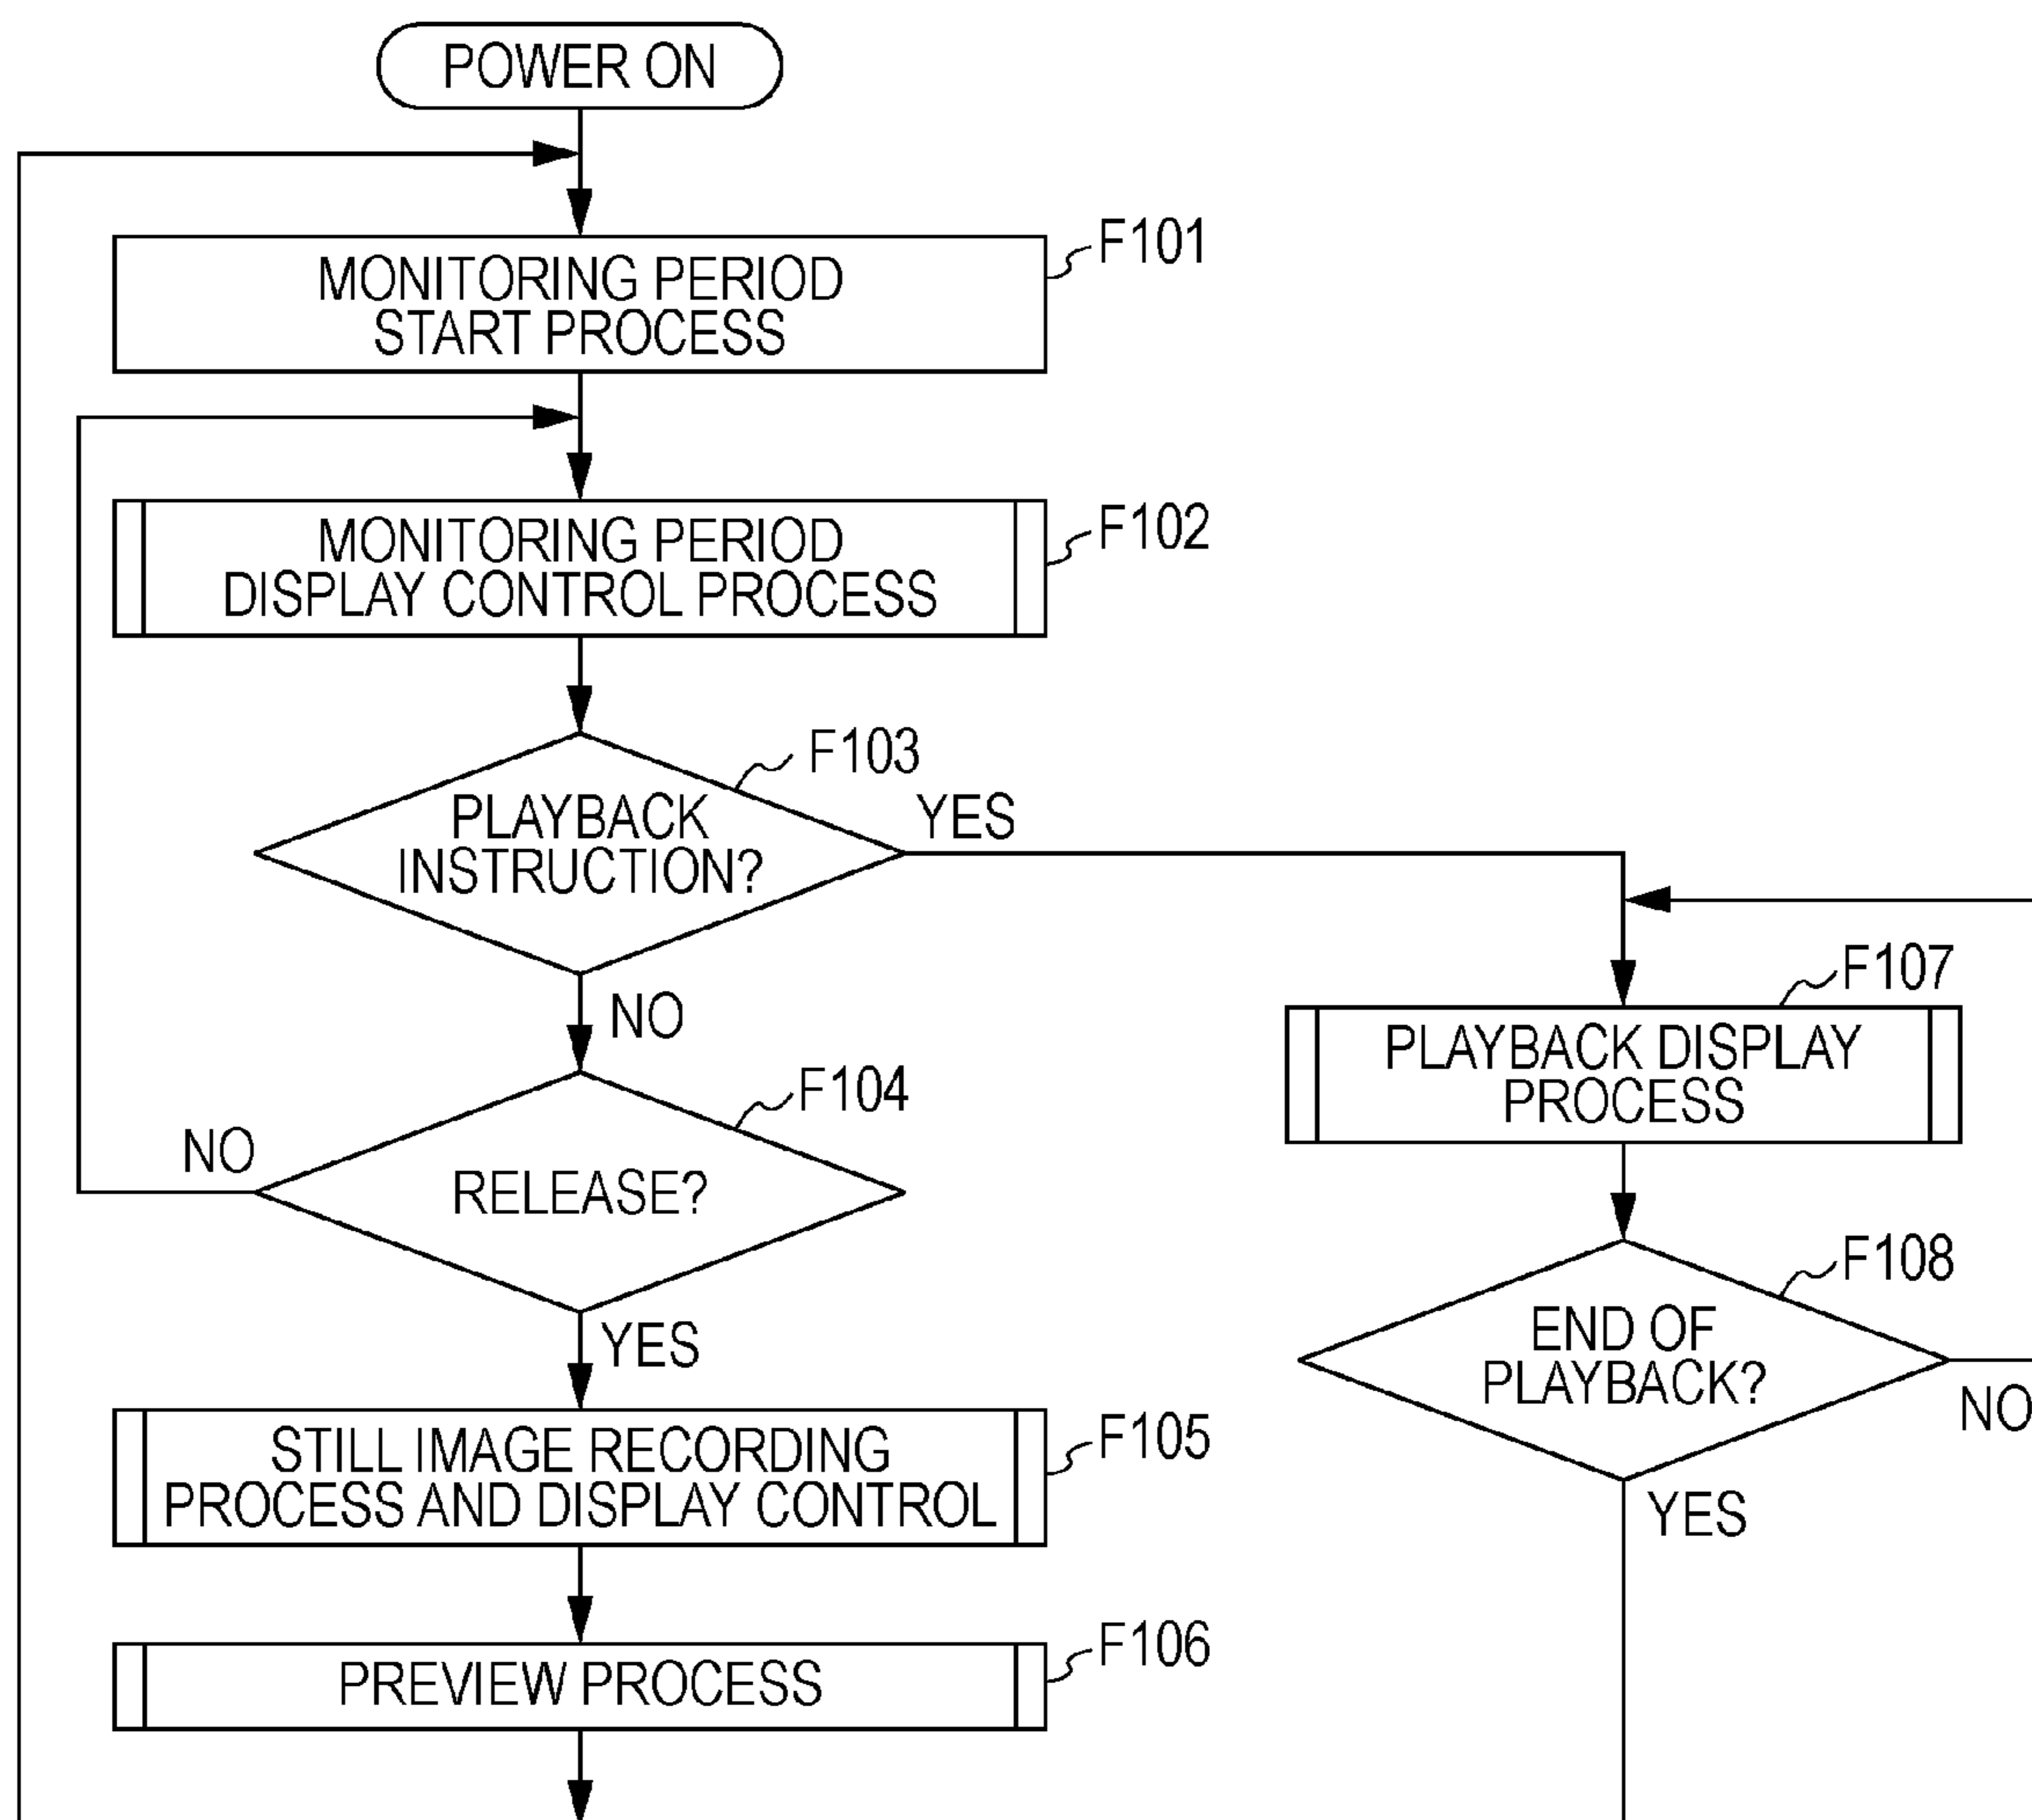 POWER ON
F101
MONITORING PERIOD
START PROCESS
F102
MONITORING PERIOD
DISPLAY CONTROL PROCESS
F103
PLAYBACK
INSTRUCTION?
YES
NO
F104
RELEASE?
NO
YES
F105
STILL IMAGE RECORDING
PROCESS AND DISPLAY CONTROL
F106
PREVIEW PROCESS
F107
PLAYBACK DISPLAY
PROCESS
F108
END OF
PLAYBACK?
NO
YES